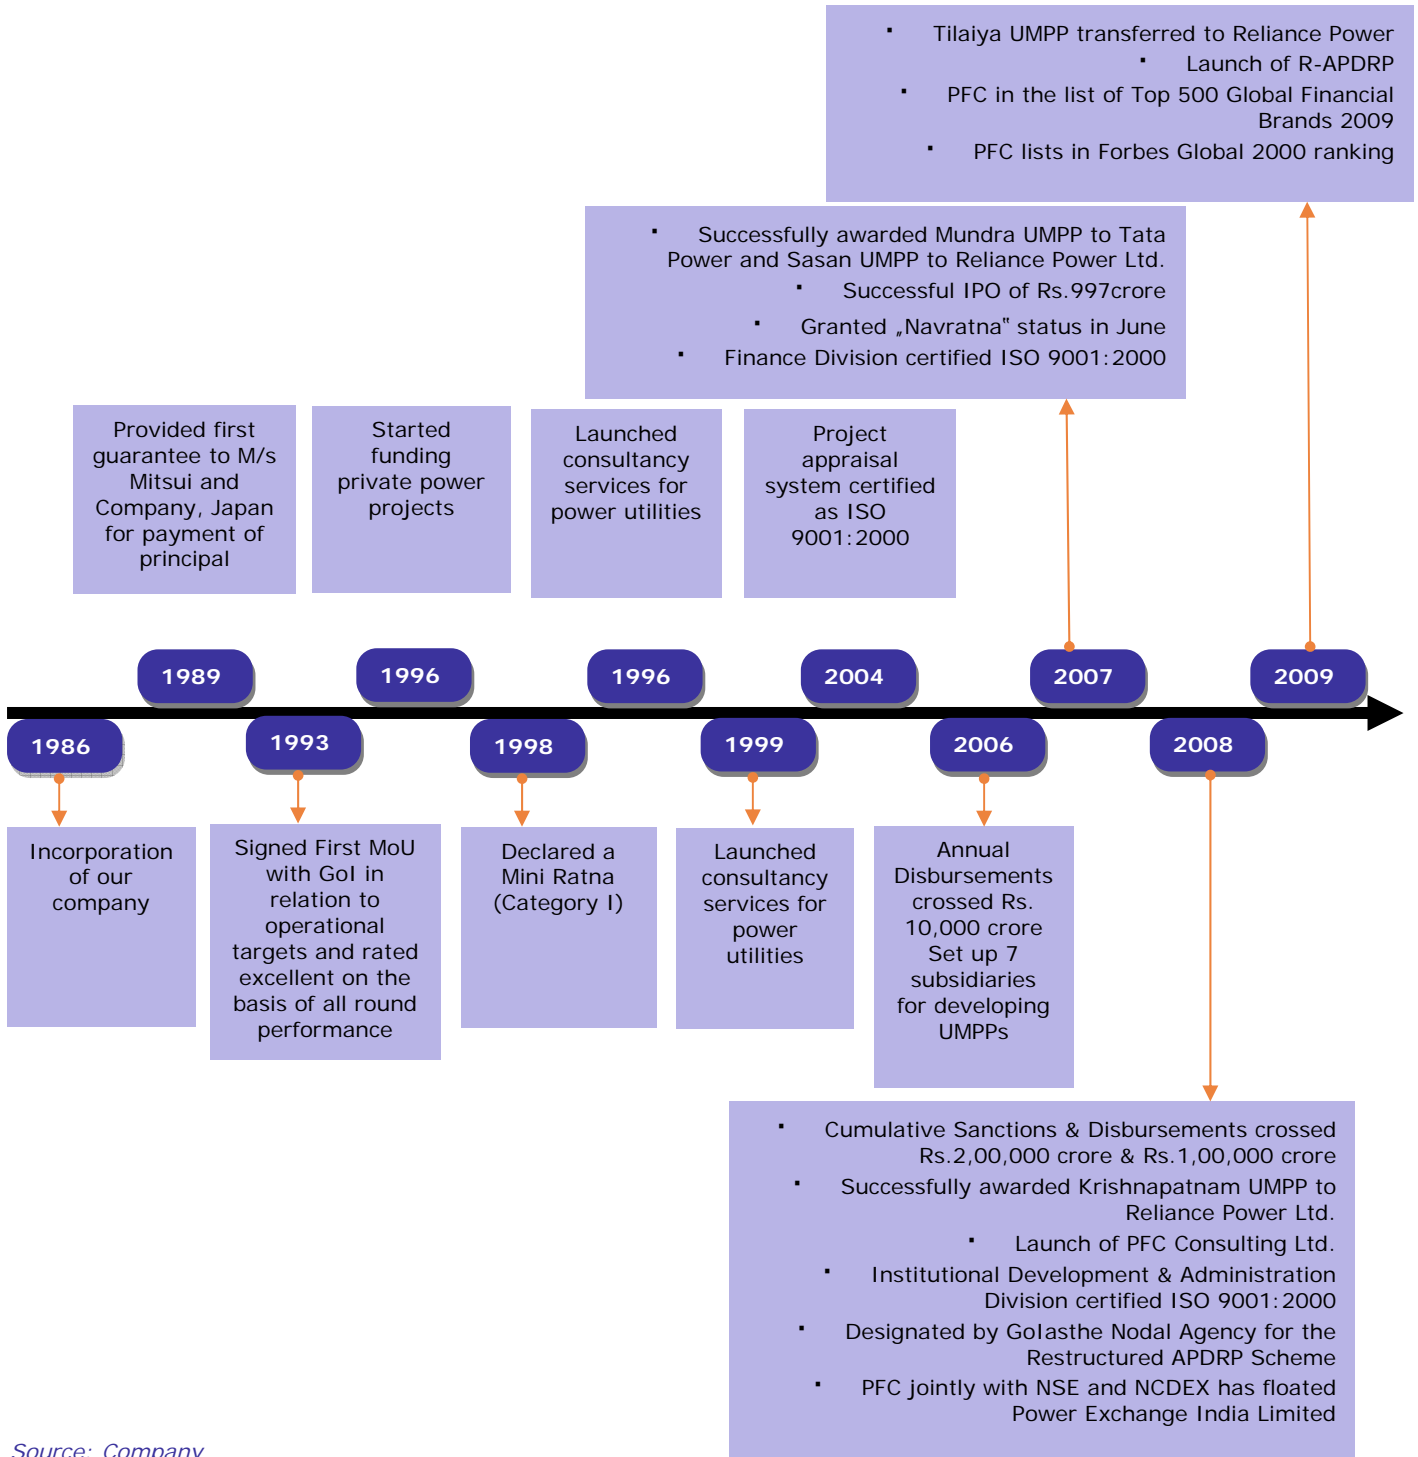 ▪ Tilaiya UMPP transferred to Reliance Power
▪ Launch of R-APDRP
▪ PFC in the list of Top 500 Global Financial
Brands 2009
▪ PFC lists in Forbes Global 2000 ranking
▪ Successfully awarded Mundra UMPP to Tata
Power and Sasan UMPP to Reliance Power Ltd.
▪ Successful IPO of Rs.997crore
▪ Granted „Navratna‟ status in June
▪ Finance Division certified ISO 9001:2000
Provided first
guarantee to M/s
Mitsui and
Company, Japan
for payment of
principal
Started
funding
private power
projects
Launched
consultancy
services for
power utilities
Project
appraisal
system certified
as ISO
9001:2000
1989
1996
1996
2004
2007
2009
1986
1993
1998
1999
2006
2008
Incorporation
of our
company
Signed First MoU
with GoI in
relation to
operational
targets and rated
excellent on the
basis of all round
performance
Declared a
Mini Ratna
(Category I)
Launched
consultancy
services for
power
utilities
Annual
Disbursements
crossed Rs.
10,000 crore
Set up 7
subsidiaries
for developing
UMPPs
▪ Cumulative Sanctions & Disbursements crossed
Rs.2,00,000 crore & Rs.1,00,000 crore
▪ Successfully awarded Krishnapatnam UMPP to
Reliance Power Ltd.
▪ Launch of PFC Consulting Ltd.
▪ Institutional Development & Administration
Division certified ISO 9001:2000
▪ Designated by GoIasthe Nodal Agency for the
Restructured APDRP Scheme
▪ PFC jointly with NSE and NCDEX has floated
Power Exchange India Limited
Source: Company